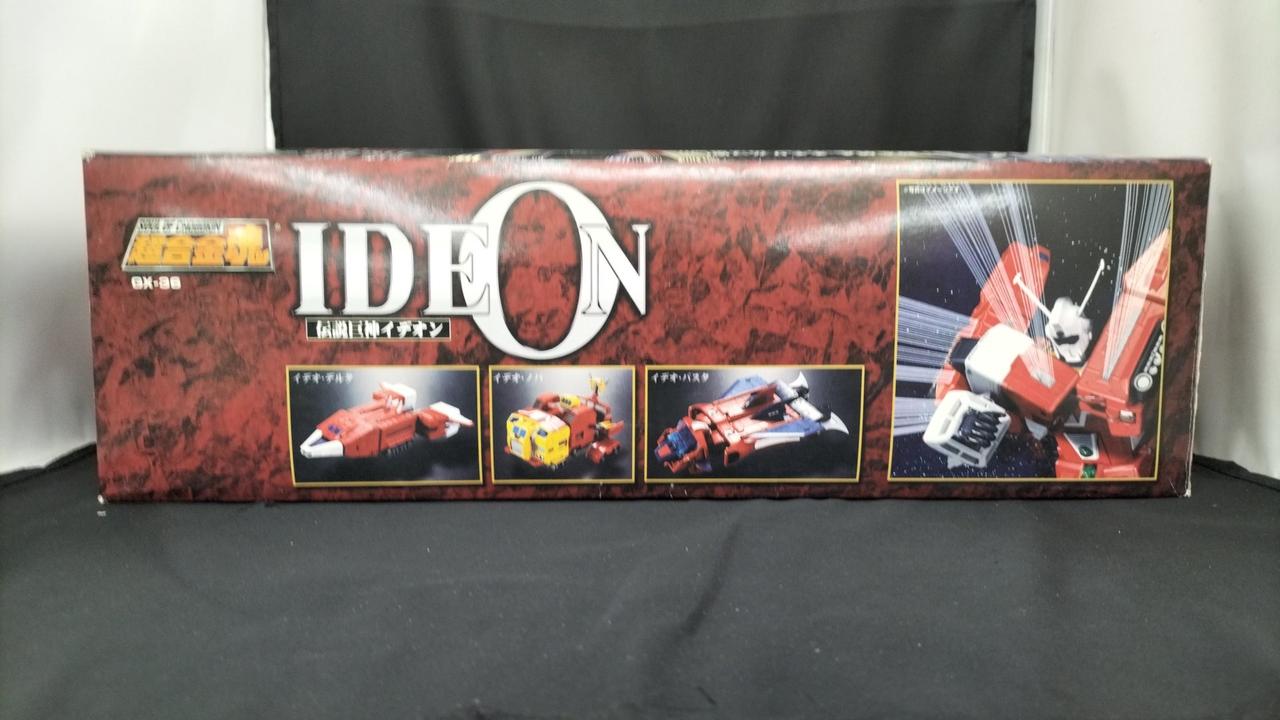 超合金魂
GX-36
IDEON
伝説巨神イデオン
イデオ・デルタ
イデオ・ノバ
イデオ・バスタ